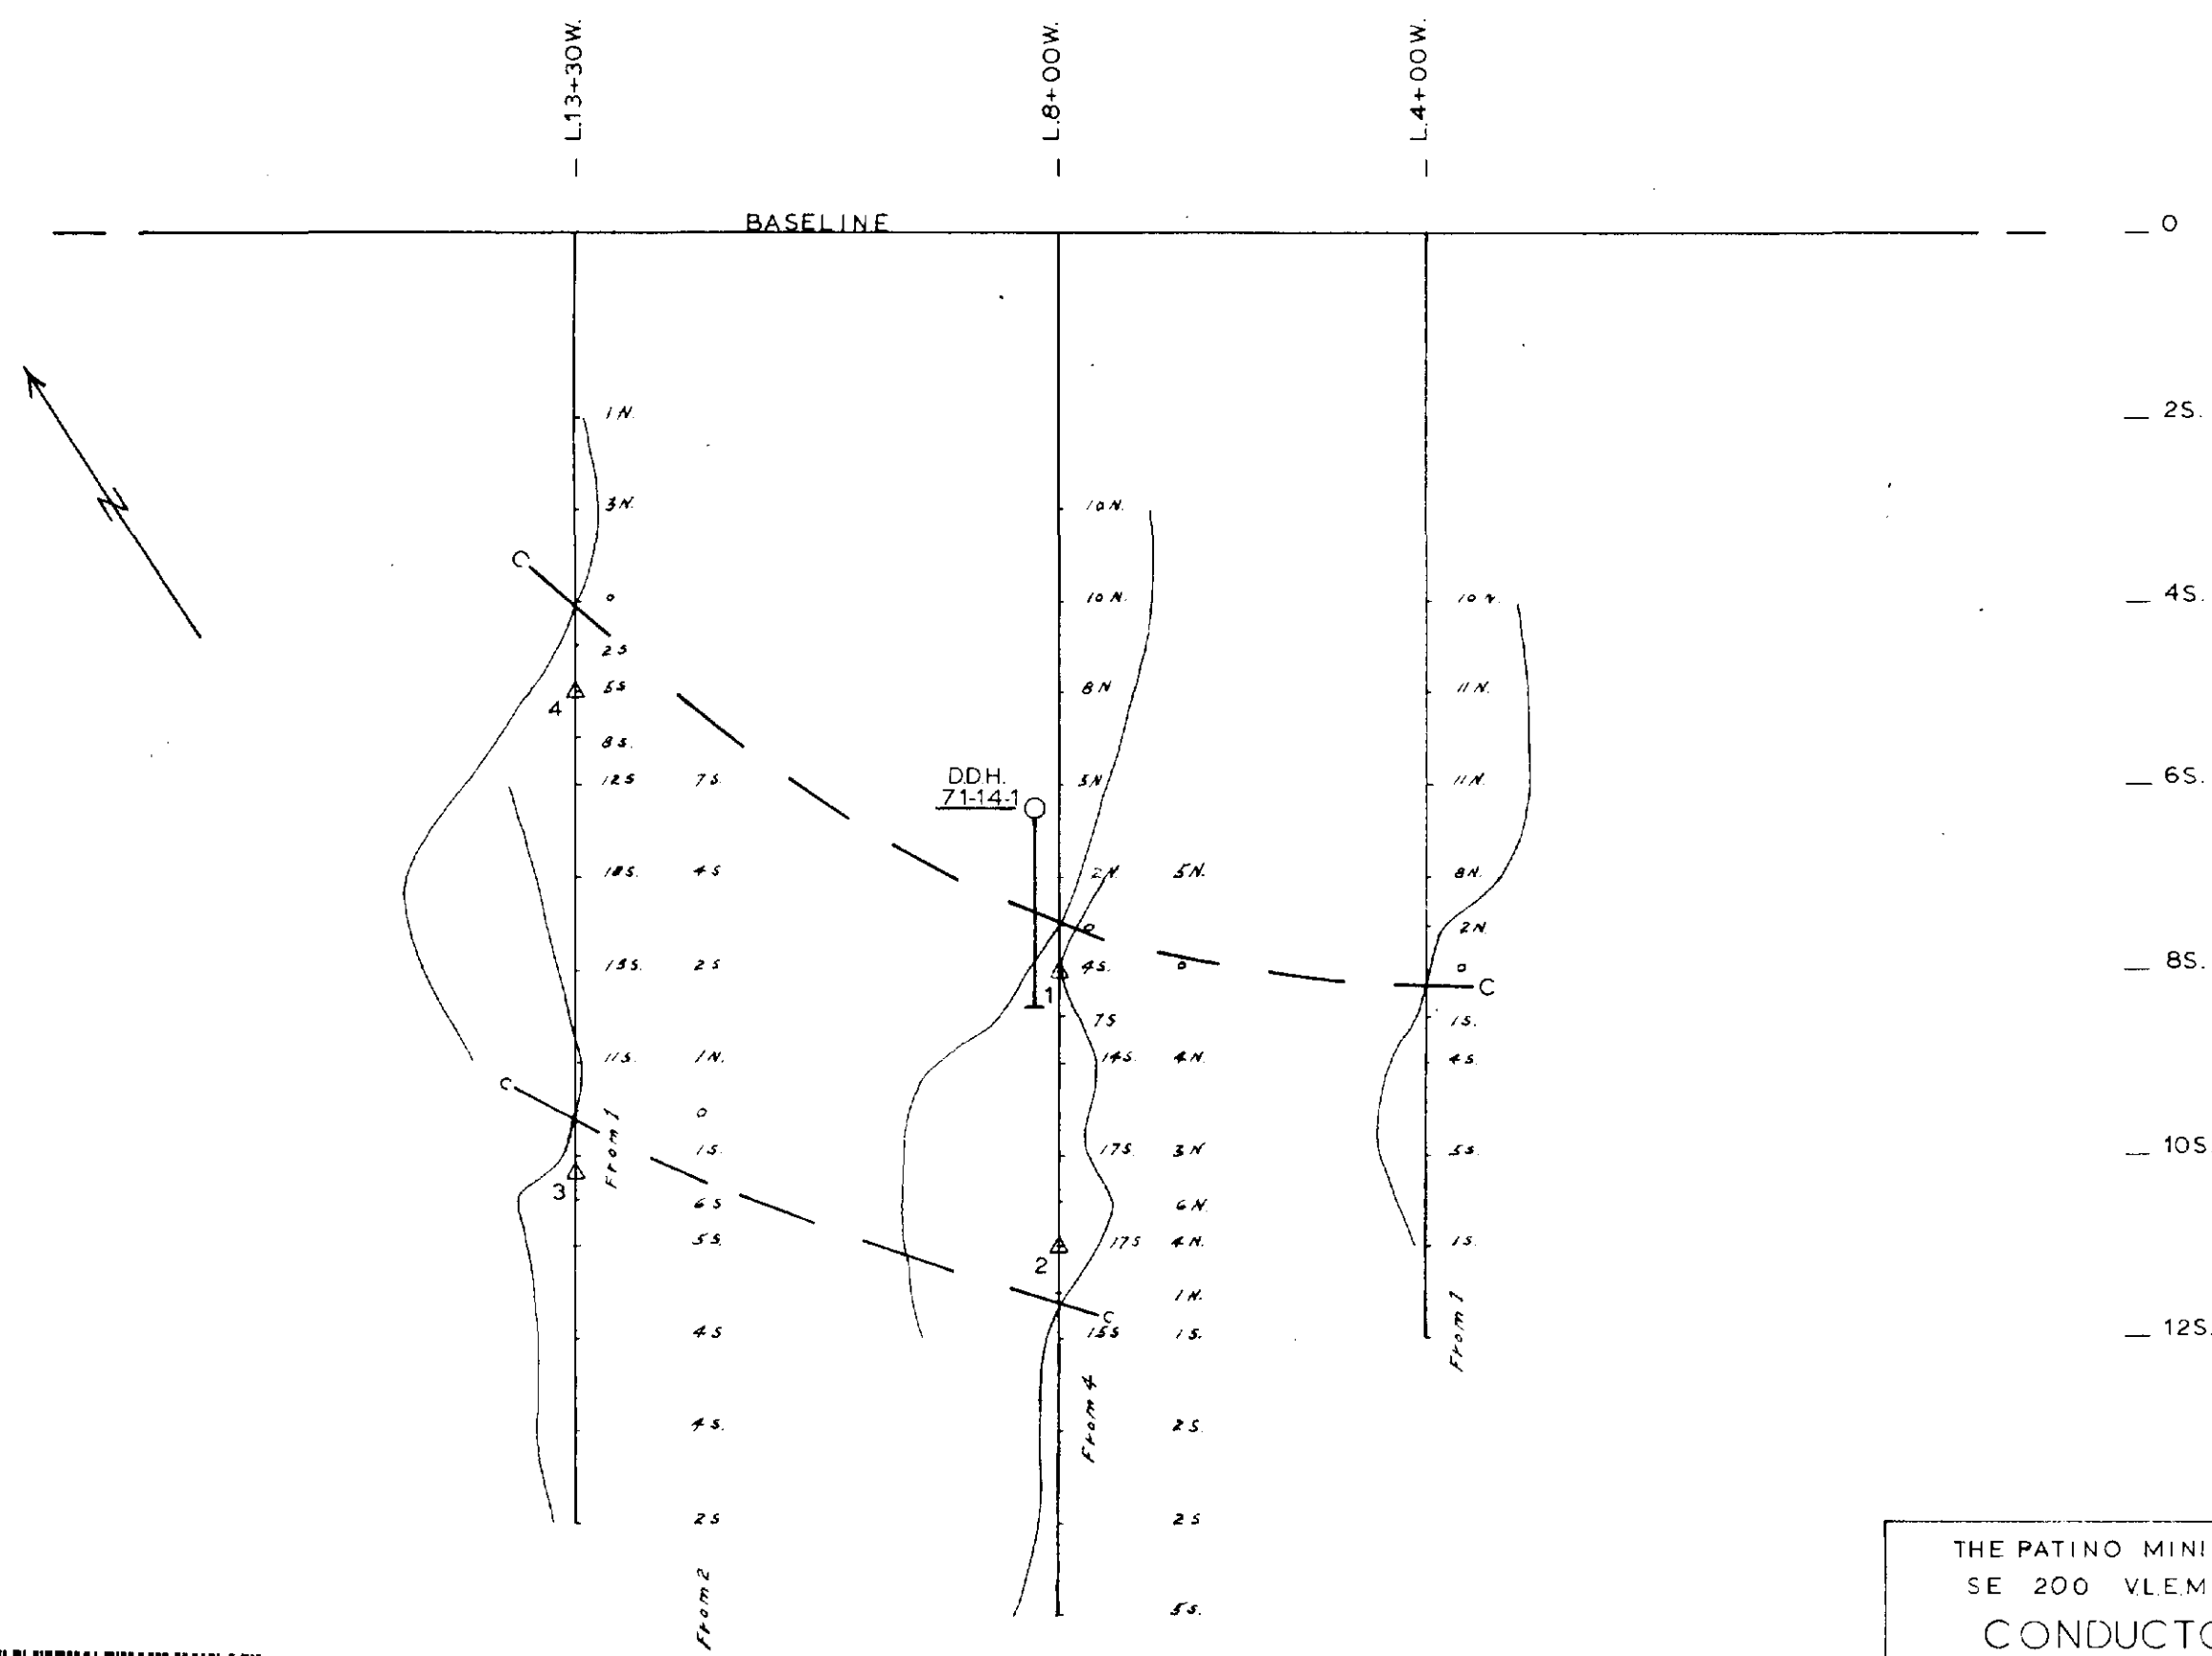 L.13+30W.
L.8+00W.
L.4+00W.
BASELINE
0
2S.
4S.
6S.
8S.
10S
12S.
N
1N.
3N.
0
2S
5S
8S.
12S
18S.
15S.
11S.
From 1
7S.
4S
2S
1N.
0
1S.
6S
5S.
4S
4S.
2S
From 2
C
4
C
3
D.D.H.
71-14-1
10N.
10N.
8N
5N
2N.
0
4S.
7S
14S.
17S.
17S
15S
From 4
5N.
0
4N.
3N
6N.
4N.
1N.
1S.
2S.
2S
5S.
1
2
C
10N.
11N.
11N.
8N.
2N.
0
1S.
4S.
5S.
1S.
From 1
C
THE PATINO MINI
SE 200 V.L.E.M
CONDUCTO